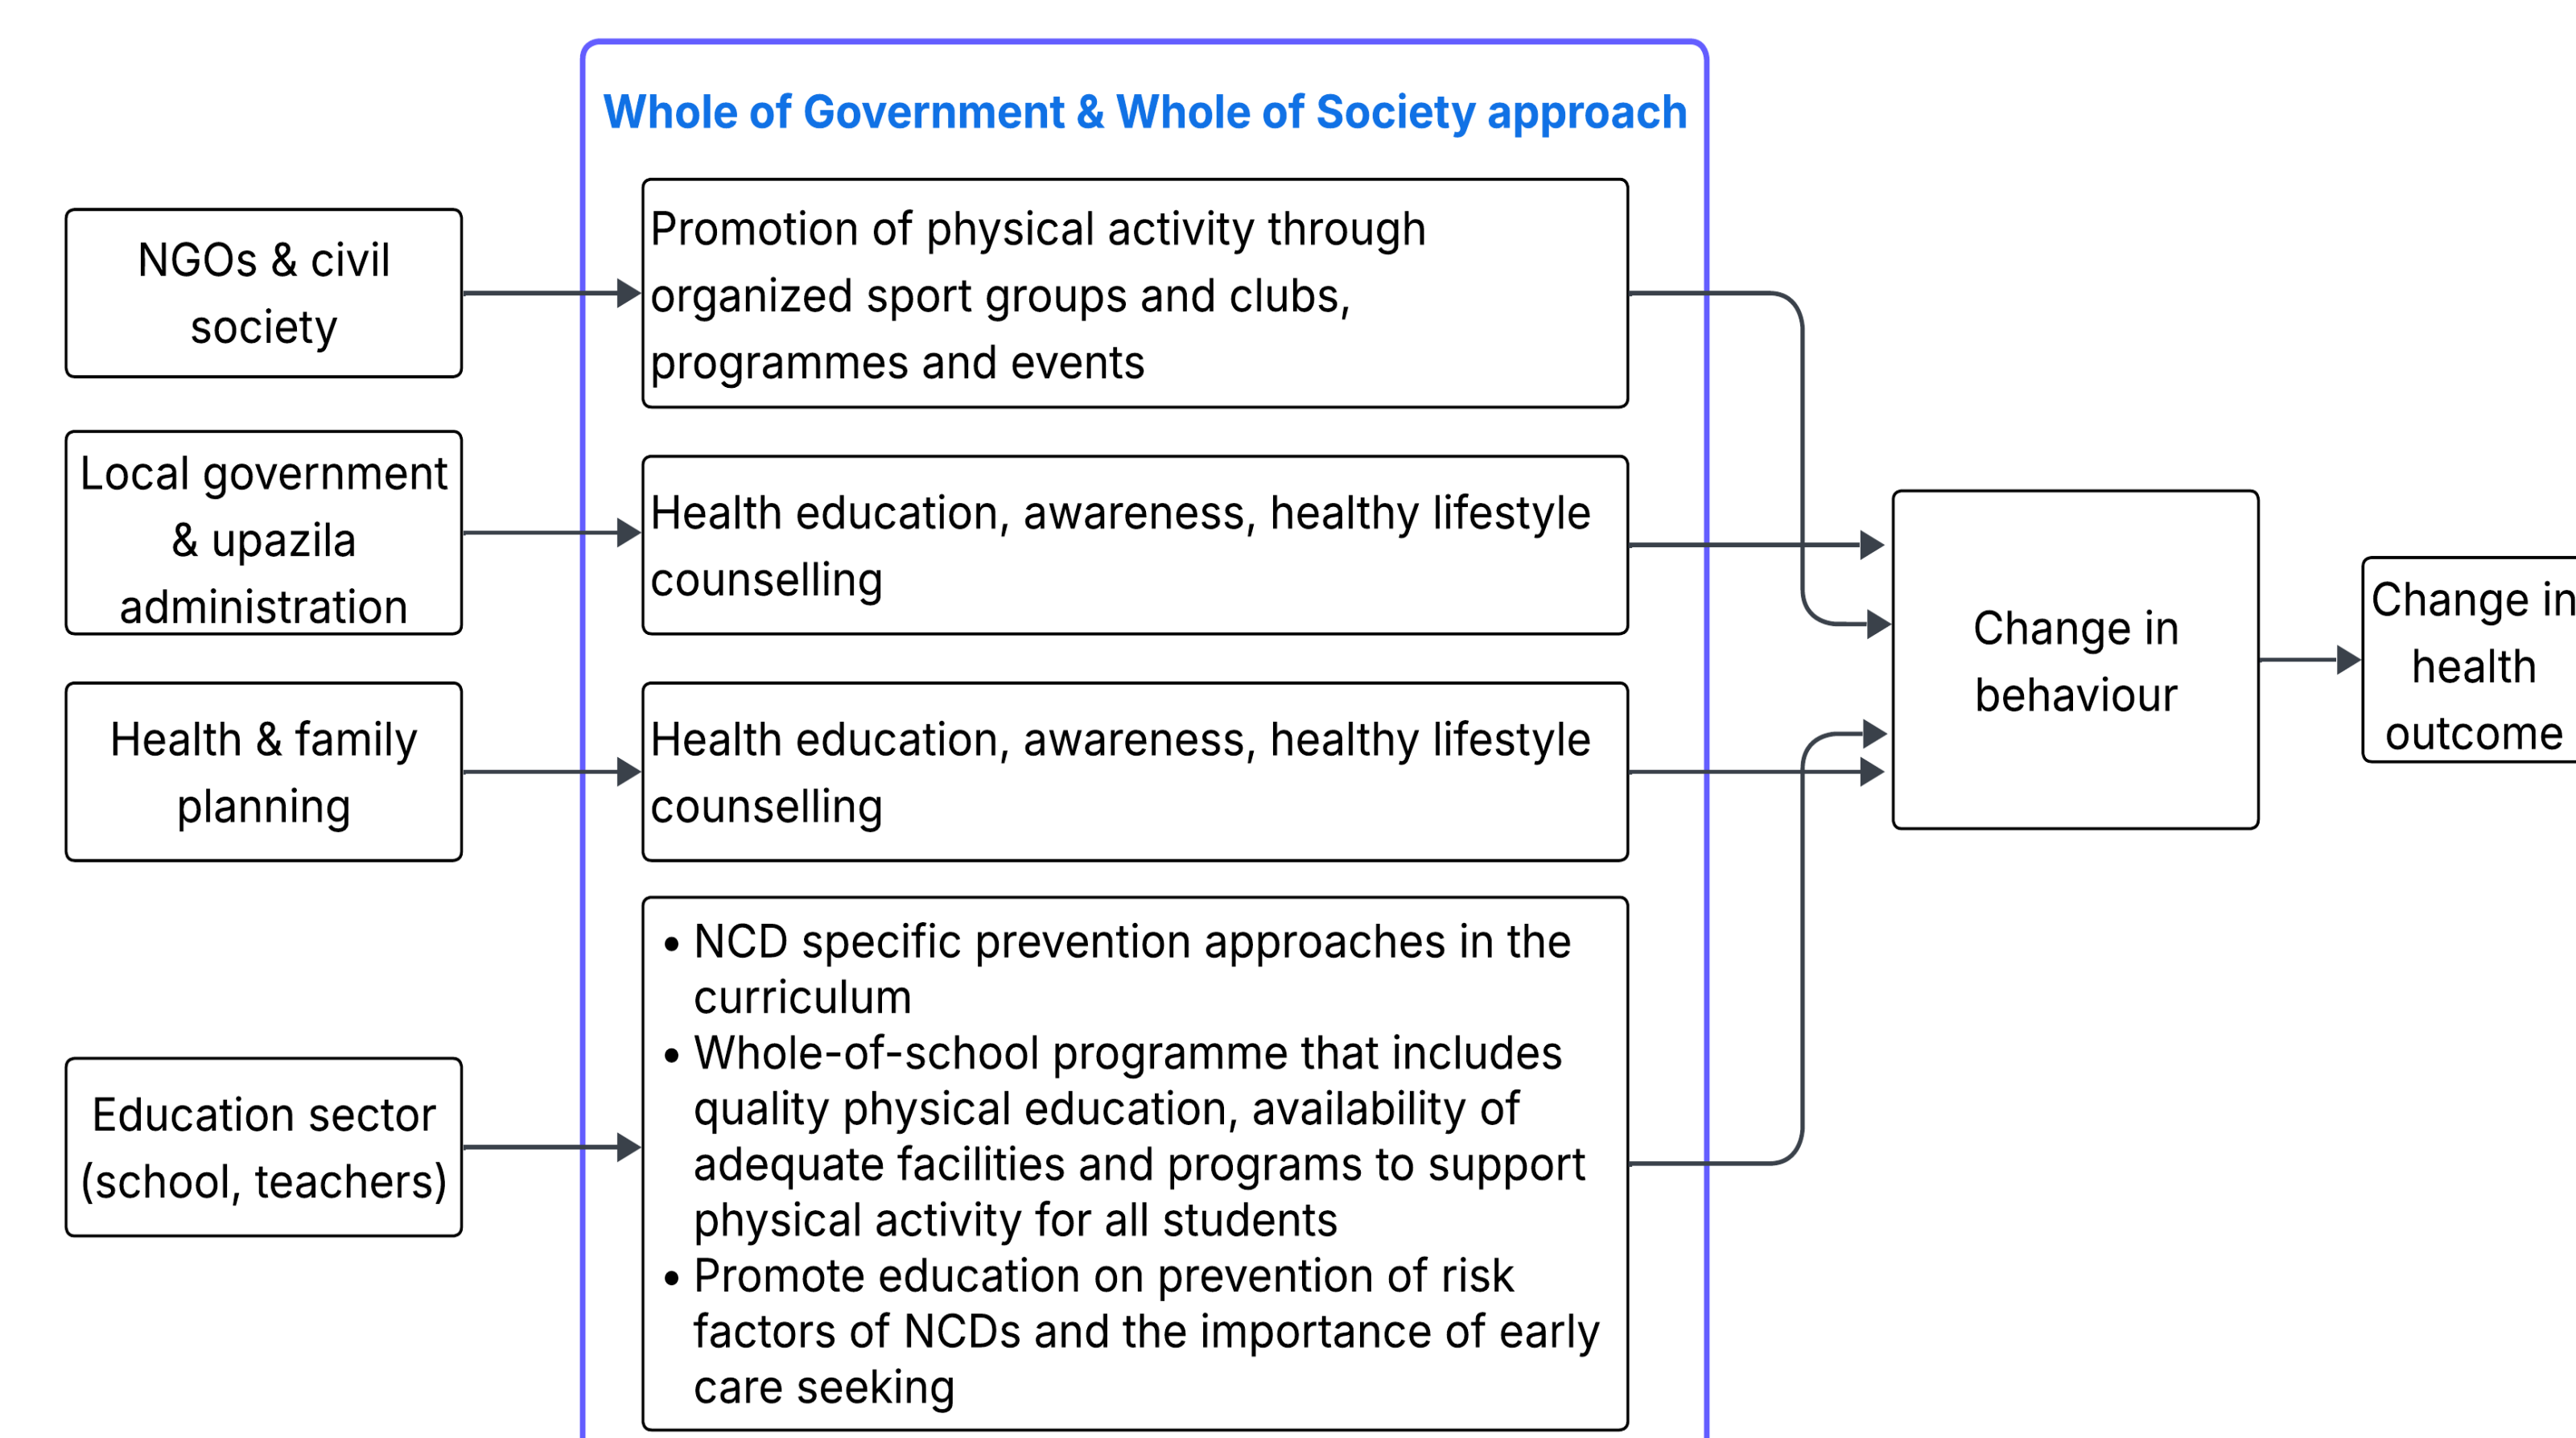 Whole of Government & Whole of Society approach
NGOs & civil
society
Promotion of physical activity through
organized sport groups and clubs,
programmes and events
Local government
& upazila
administration
Health education, awareness, healthy lifestyle
counselling
Health & family
planning
Health education, awareness, healthy lifestyle
counselling
Education sector
(school, teachers)
• NCD specific prevention approaches in the
curriculum
• Whole-of-school programme that includes
quality physical education, availability of
adequate facilities and programs to support
physical activity for all students
• Promote education on prevention of risk
factors of NCDs and the importance of early
care seeking
Change in
behaviour
Change in
health
outcome